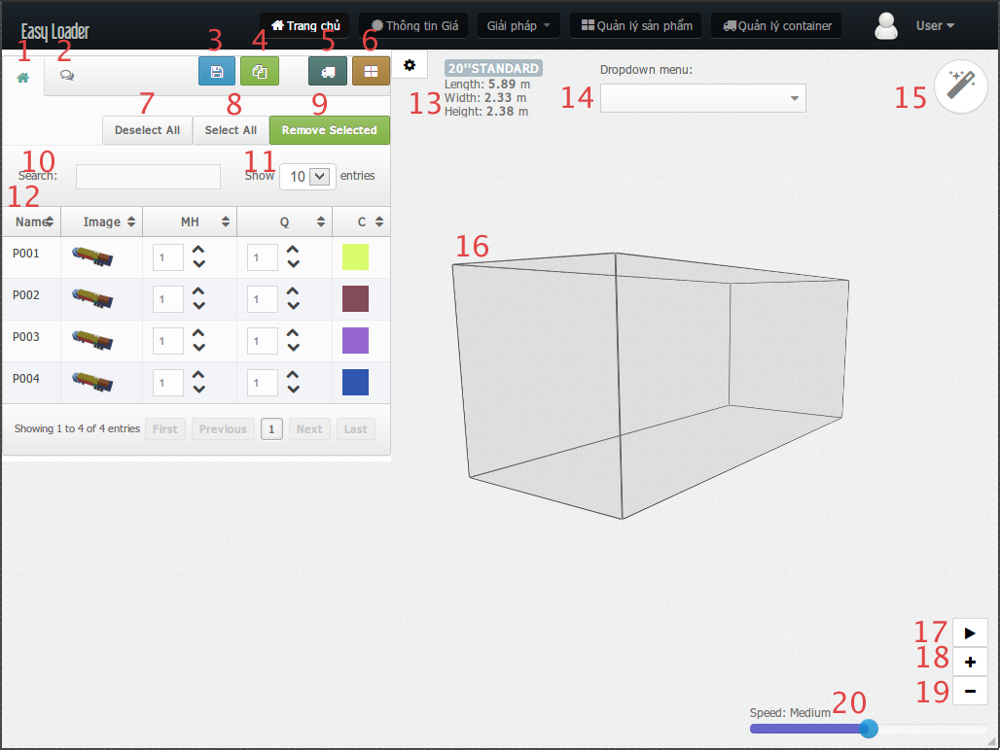 Easy Loader
Trang chủ
Thông tin Giá
Giải pháp
Quản lý sản phẩm
Quản lý container
User
1
2
3
4
5
6
20''STANDARD
Length: 5.89 m
Width: 2.33 m
Height: 2.38 m
13
Dropdown menu:
14
15
7
8
9
Deselect All
Select All
Remove Selected
10
11
Search:
Show 10 entries
12
Name Image MH Q C
P001 1 1
P002 1 1
P003 1 1
P004 1 1
Showing 1 to 4 of 4 entries First Previous 1 Next Last
16
17
18
19
20
Speed: Medium